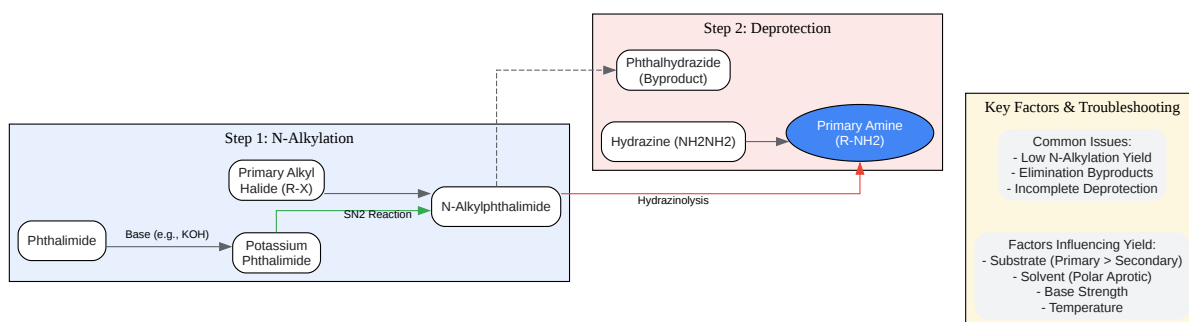 Step 1: N-Alkylation
Primary Alkyl
Halide (R-X)
Phthalimide
Base (e.g., KOH)
Potassium
Phthalimide
SN2 Reaction
N-Alkylphthalimide
Hydrazinolysis
Step 2: Deprotection
Phthalhydrazide
(Byproduct)
Hydrazine (NH2NH2)
Primary Amine
(R-NH2)
Key Factors & Troubleshooting
Common Issues:
- Low N-Alkylation Yield
- Elimination Byproducts
- Incomplete Deprotection
Factors Influencing Yield:
- Substrate (Primary > Secondary)
- Solvent (Polar Aprotic)
- Base Strength
- Temperature